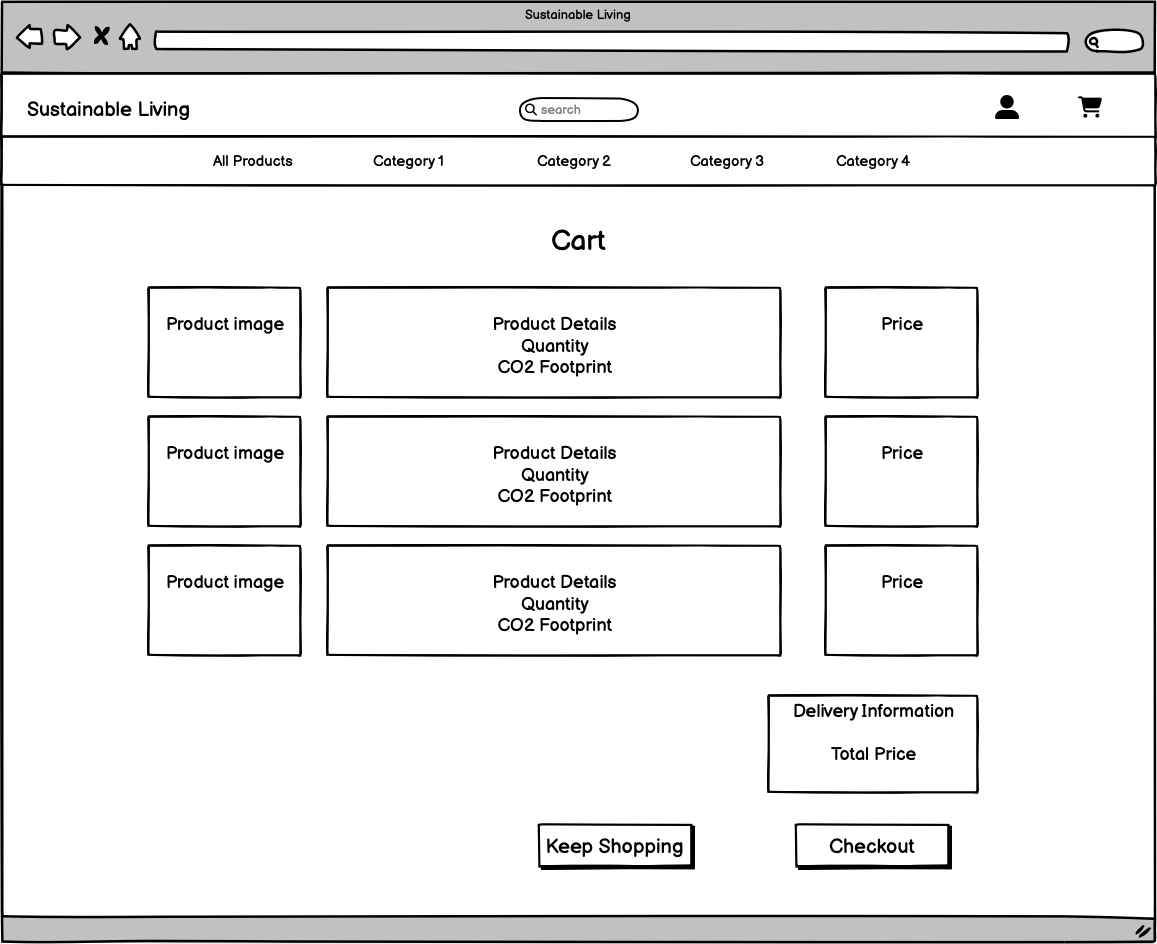 Sustainable Living
Sustainable Living
search
All Products
Category 1
Category 2
Category 3
Category 4
Cart
Product image
Product Details
Quantity
CO2 Footprint
Price
Product image
Product Details
Quantity
CO2 Footprint
Price
Product image
Product Details
Quantity
CO2 Footprint
Price
Delivery Information
Total Price
Keep Shopping
Checkout